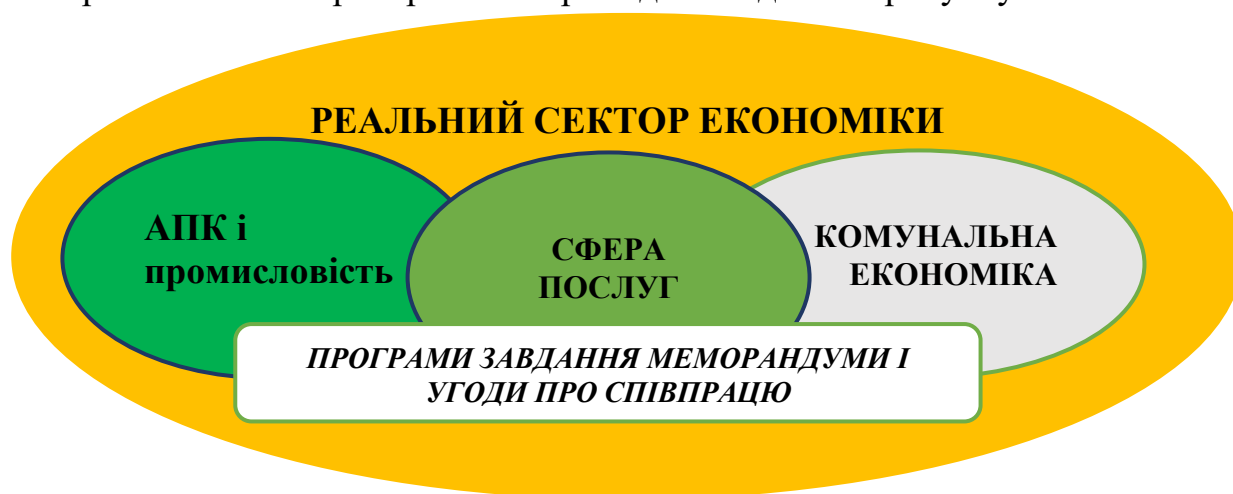 РЕАЛЬНИЙ СЕКТОР ЕКОНОМІКИ
АПК і
промисловість
СФЕРА
ПОСЛУГ
КОМУНАЛЬНА
ЕКОНОМІКА
ПРОГРАМИ ЗАВДАННЯ МЕМОРАНДУМИ І
УГОДИ ПРО СПІВПРАЦЮ